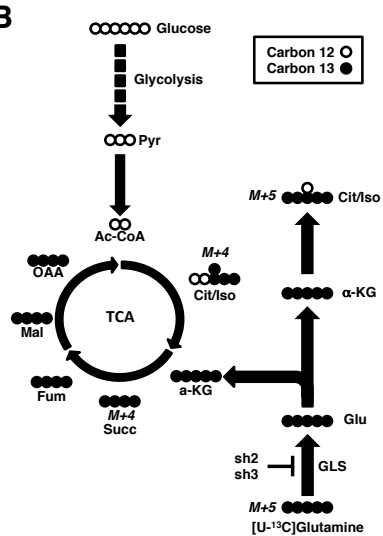 B
Glucose
Carbon 12
Carbon 13
Glycolysis
Pyr
Ac-CoA
M+5
Cit/Iso
M+4
Cit/Iso
OAA
α-KG
TCA
Mal
a-KG
Fum
M+4
Succ
Glu
sh2
sh3
GLS
M+5
[U-¹³C]Glutamine